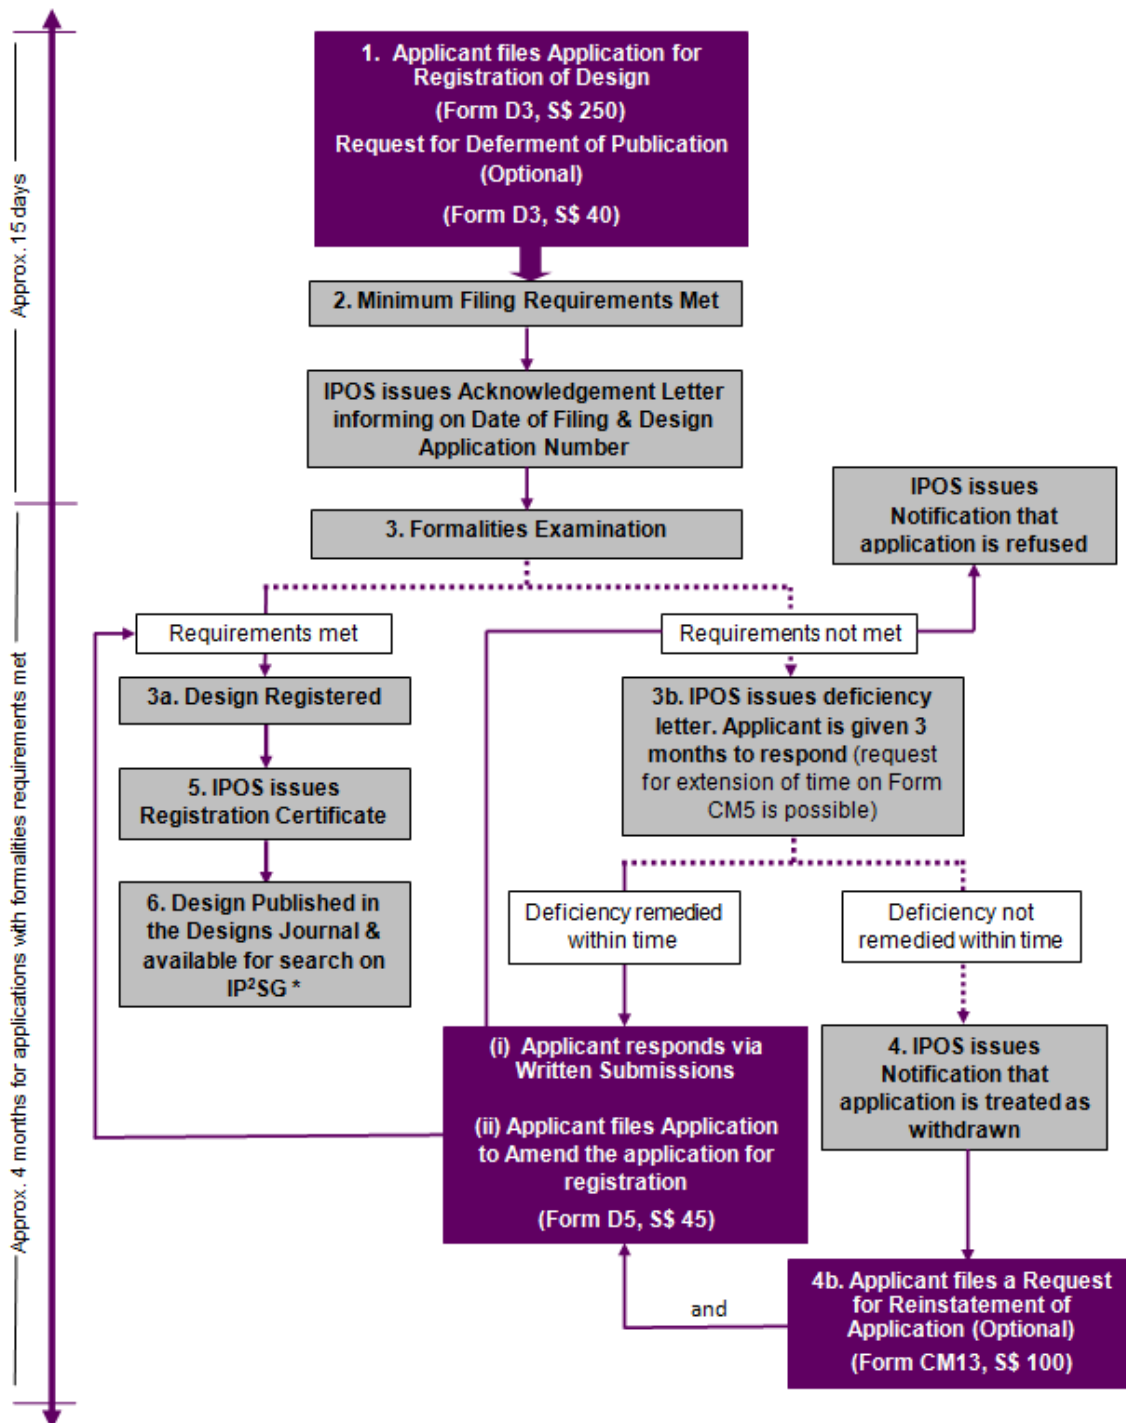 1. Applicant files Application for
Registration of Design
(Form D3, S$ 250)
Request for Deferment of Publication
(Optional)
(Form D3, S$ 40)
Approx. 15 days
2. Minimum Filing Requirements Met
IPOS issues Acknowledgement Letter
informing on Date of Filing & Design
Application Number
IPOS issues
Notification that
application is refused
3. Formalities Examination
Approx. 4 months for applications with formalities requirements met
Requirements met
Requirements not met
3a. Design Registered
3b. IPOS issues deficiency
letter. Applicant is given 3
months to respond (request
for extension of time on Form
CM5 is possible)
5. IPOS issues
Registration Certificate
6. Design Published in
the Designs Journal &
available for search on
IP²SG *
Deficiency remedied
within time
Deficiency not
remedied within time
(i) Applicant responds via
Written Submissions
(ii) Applicant files Application
to Amend the application for
registration
(Form D5, S$ 45)
4. IPOS issues
Notification that
application is treated as
withdrawn
and
4b. Applicant files a Request
for Reinstatement of
Application (Optional)
(Form CM13, S$ 100)